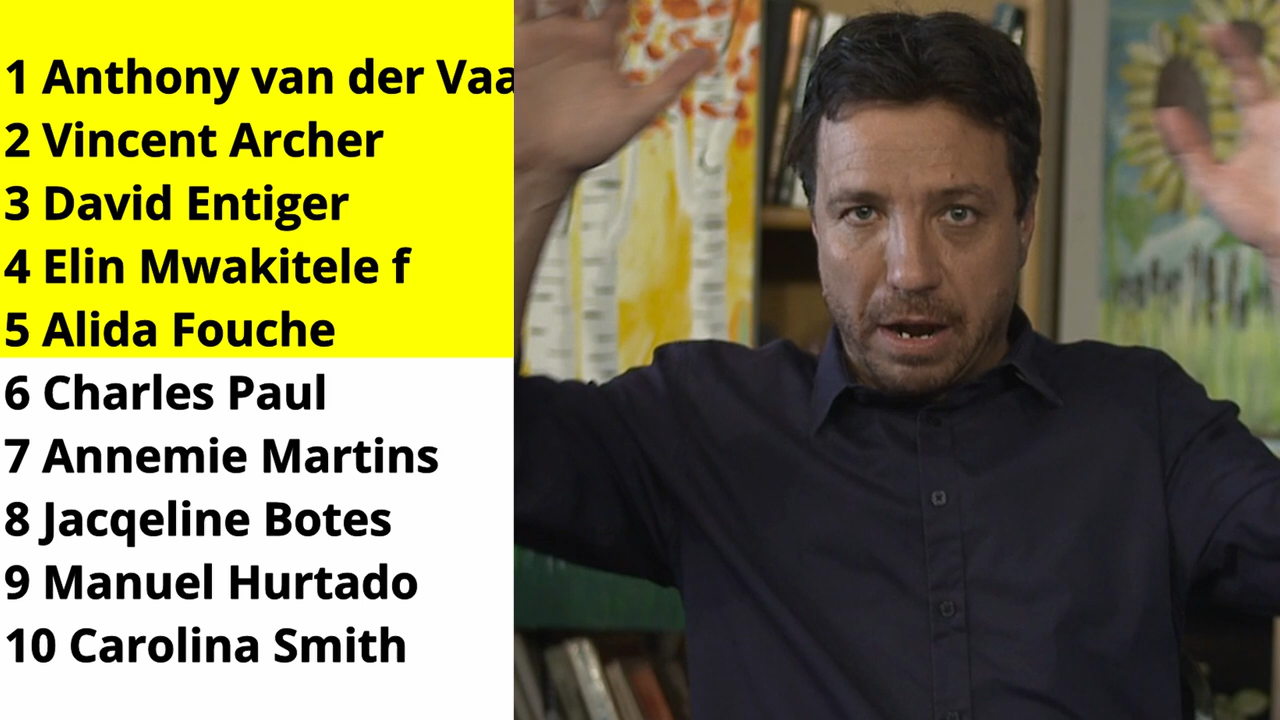 1 Anthony van der Vaa
2 Vincent Archer
3 David Entiger
4 Elin Mwakitele f
5 Alida Fouche
6 Charles Paul
7 Annemie Martins
8 Jacqeline Botes
9 Manuel Hurtado
10 Carolina Smith